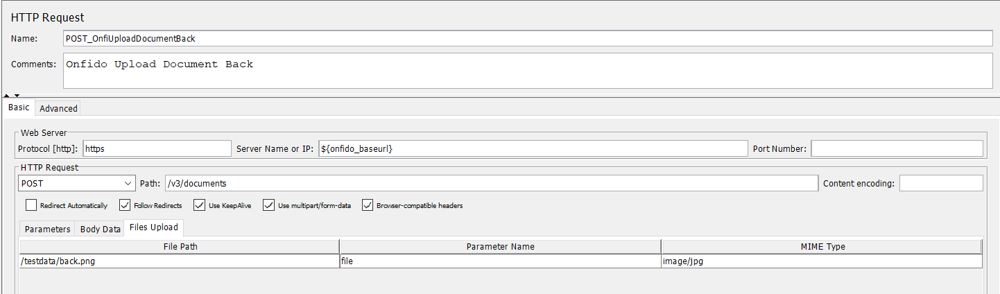 HTTP Request
Name: POST_OnfiUploadDocumentBack
Comments: Onfido Upload Document Back
Basic Advanced
Web Server
Protocol [http]: https Server Name or IP: ${onfido_baseurl} Port Number:
HTTP Request
POST Path: /v3/documents Content encoding:
Redirect Automatically Follow Redirects Use KeepAlive Use multipart/form-data Browser-compatible headers
Parameters Body Data Files Upload
File Path Parameter Name MIME Type
/testdata/back.png file image/jpg